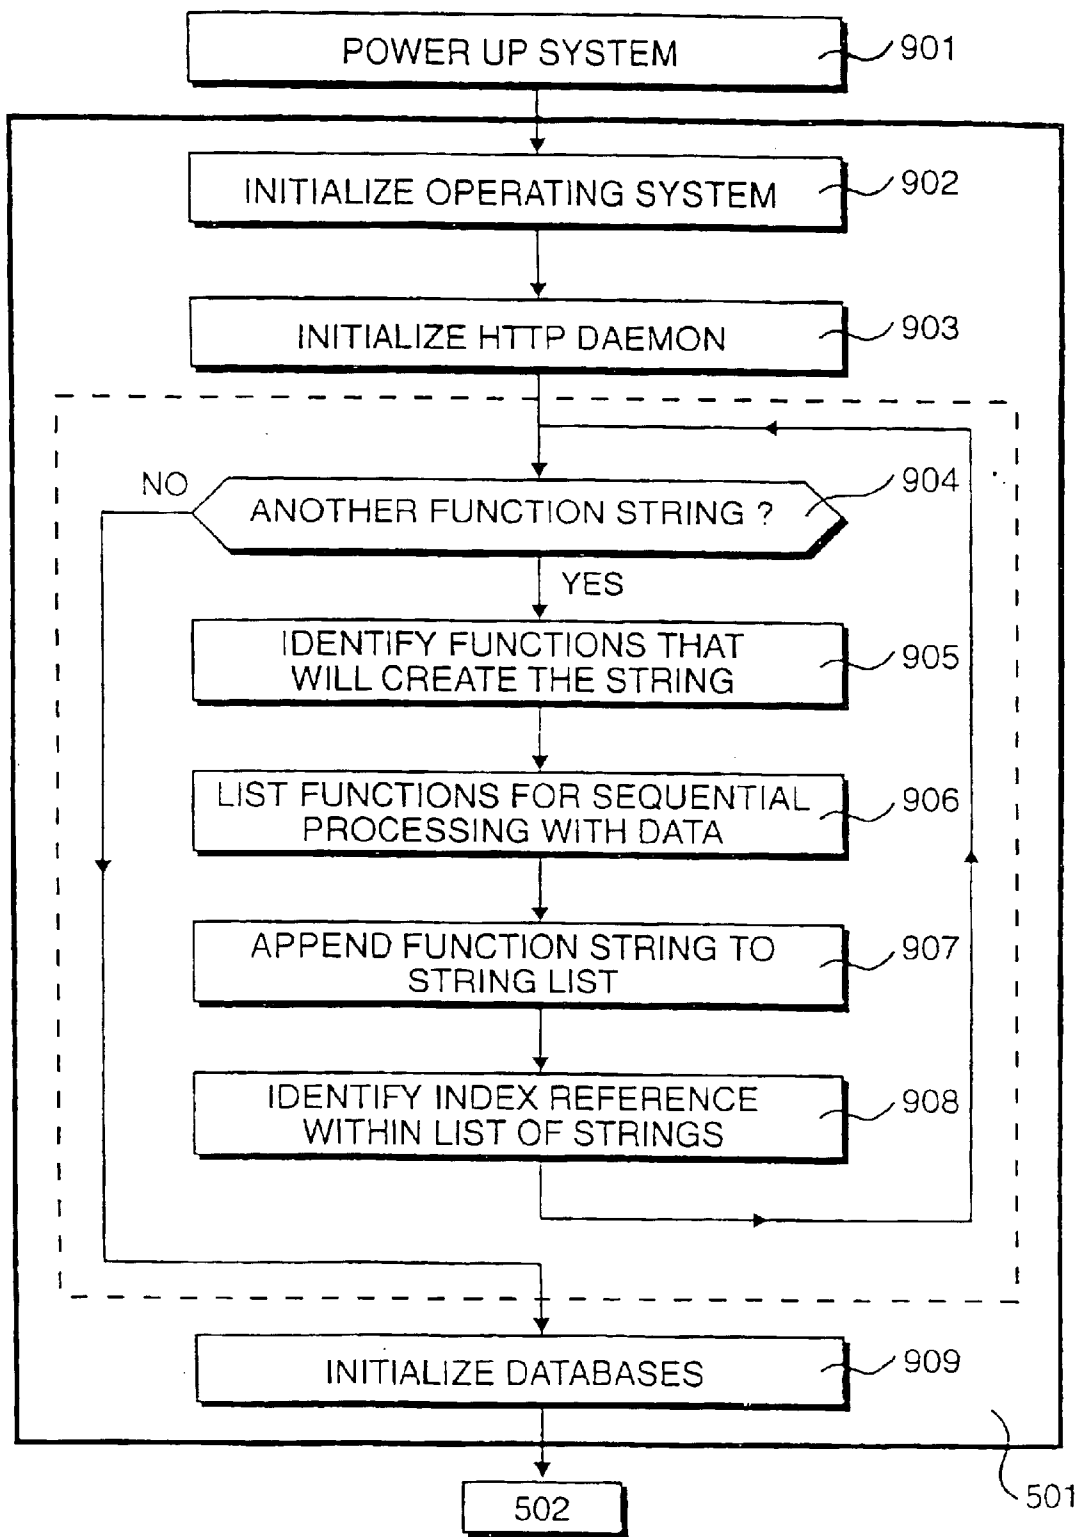 POWER UP SYSTEM
901
INITIALIZE OPERATING SYSTEM
902
INITIALIZE HTTP DAEMON
903
NO
ANOTHER FUNCTION STRING ?
904
YES
IDENTIFY FUNCTIONS THAT
WILL CREATE THE STRING
905
LIST FUNCTIONS FOR SEQUENTIAL
PROCESSING WITH DATA
906
APPEND FUNCTION STRING TO
STRING LIST
907
IDENTIFY INDEX REFERENCE
WITHIN LIST OF STRINGS
908
INITIALIZE DATABASES
909
501
502